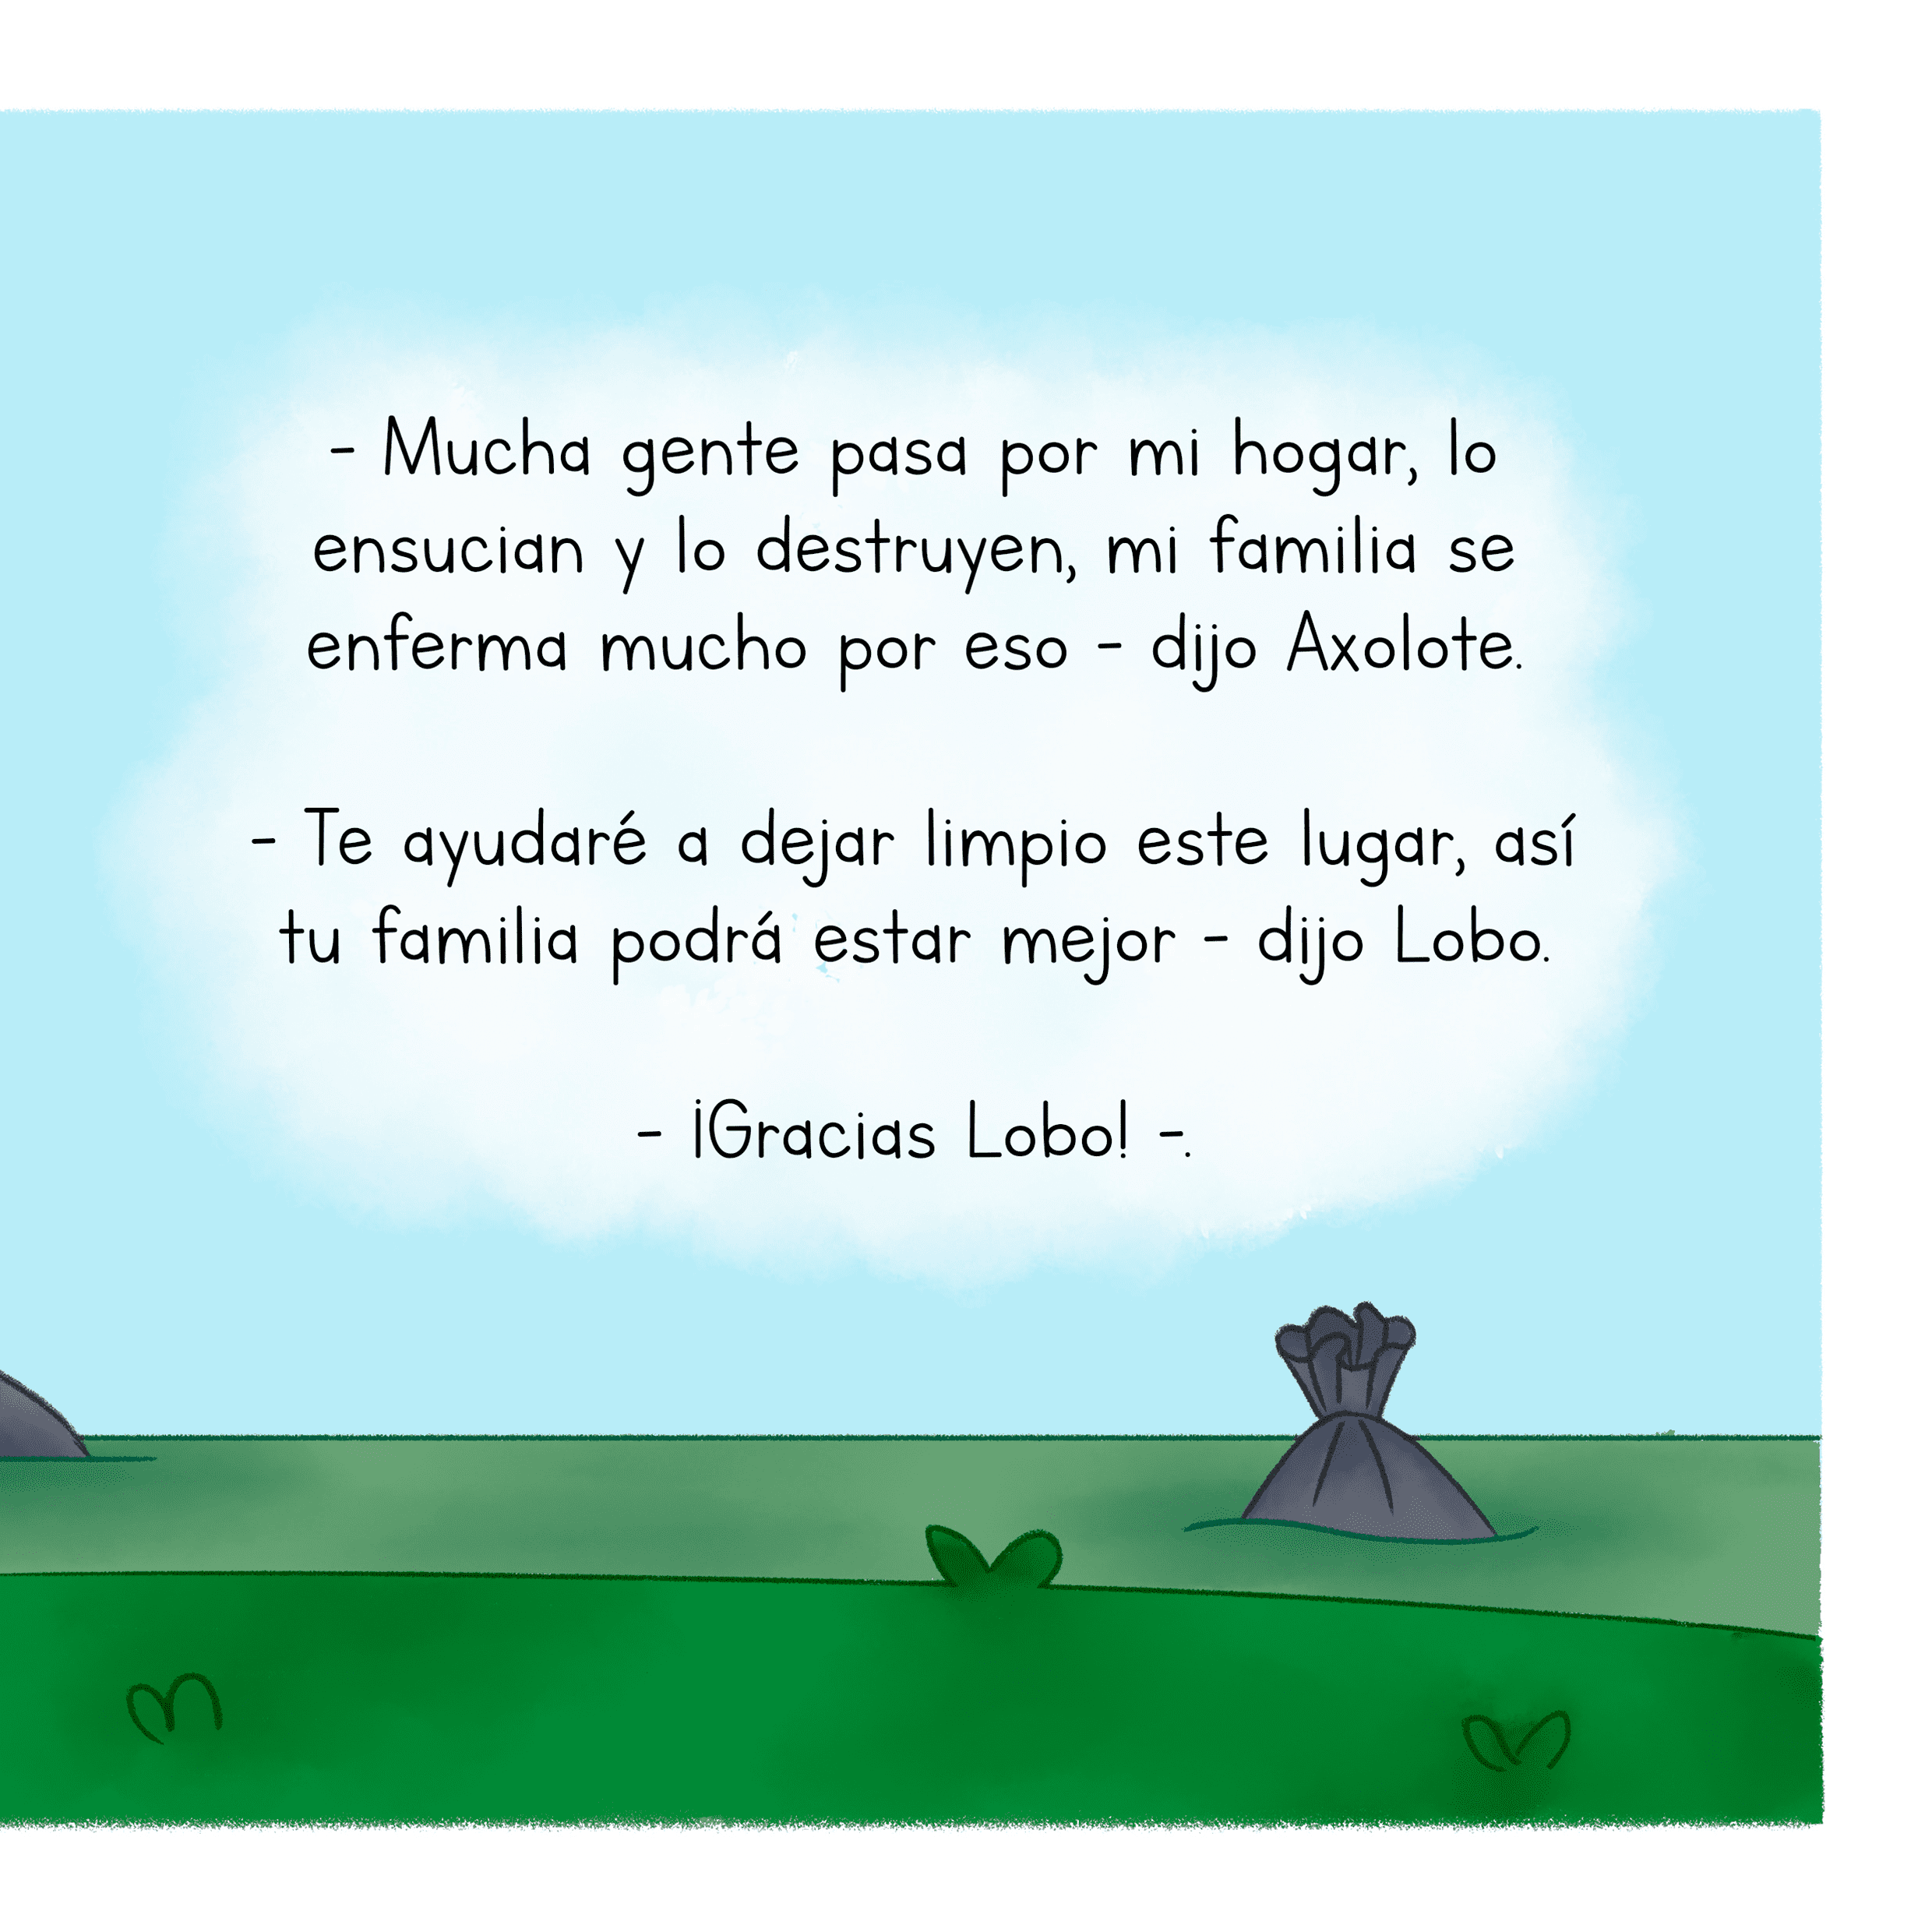 - Mucha gente pasa por mi hogar, lo
ensucian y lo destruyen, mi familia se
enferma mucho por eso - dijo Axolote.
- Te ayudaré a dejar limpio este lugar, así
tu familia podrá estar mejor - dijo Lobo.
- ¡Gracias Lobo! -.